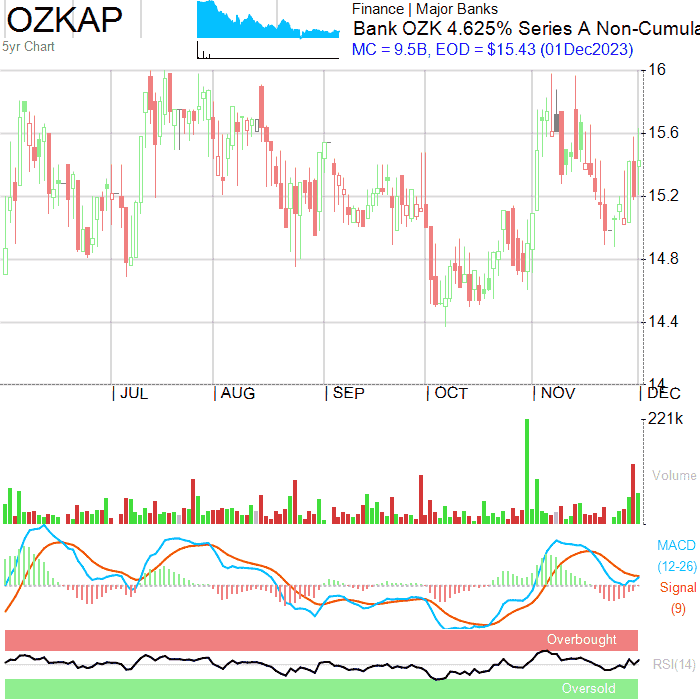 OZKAP
5yr Chart
Finance | Major Banks
Bank OZK 4.625% Series A Non-Cumula
MC = 9.5B, EOD = $15.43 (01Dec2023)
16
15.6
15.2
14.8
14.4
14
JUL AUG SEP OCT NOV DEC
221k
Volume
MACD
(12-26)
Signal
(9)
Overbought
RSI(14)
Oversold